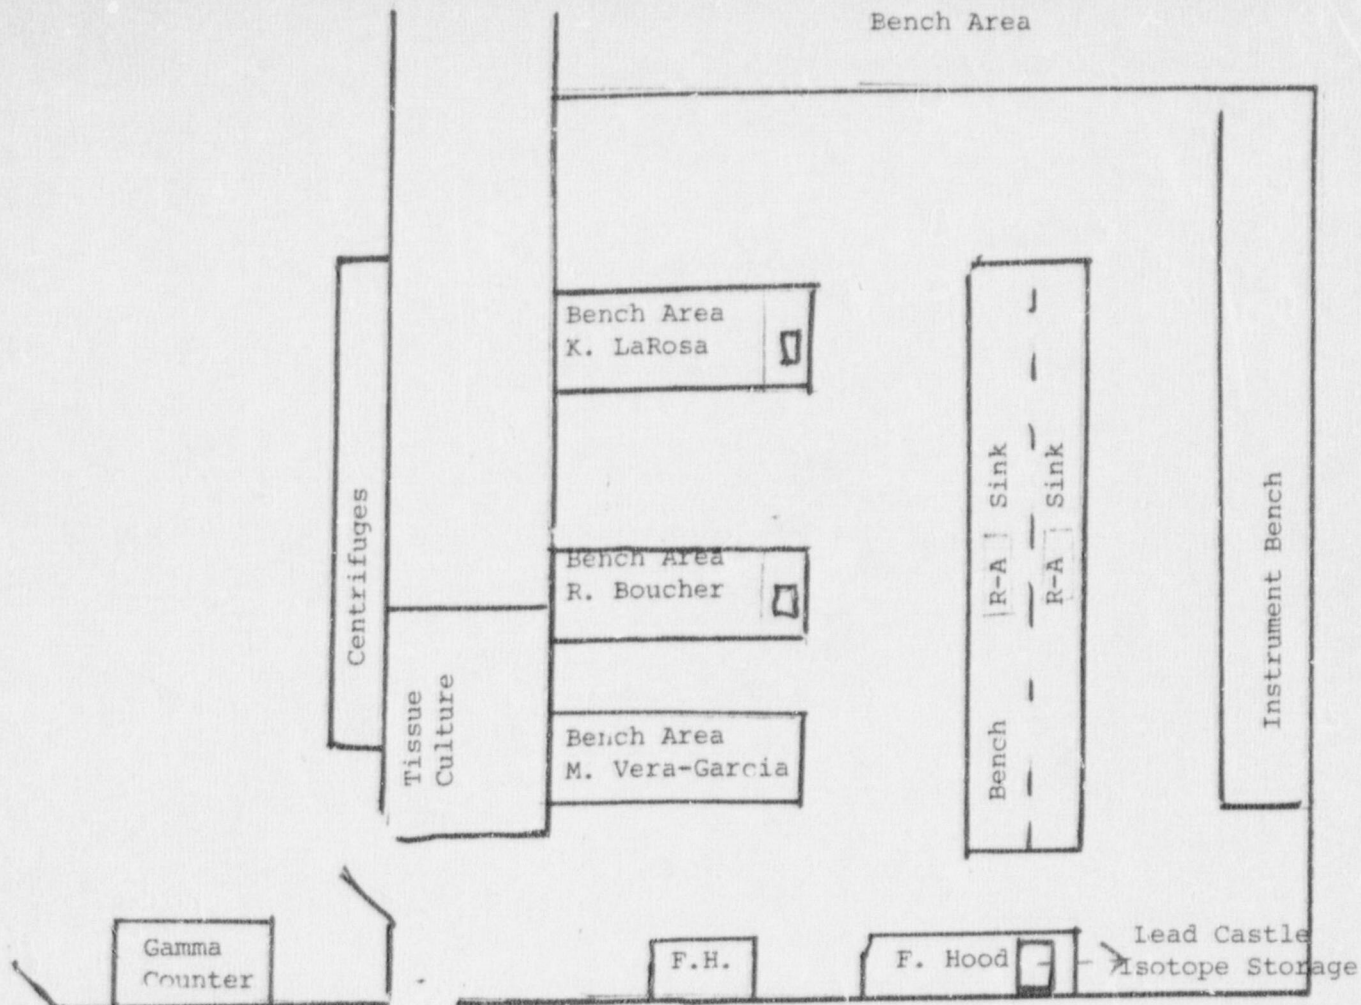 Bench Area
Bench Area
K. LaRosa
Centrifuges
Bench Area
R. Boucher
Tissue
Culture
Bench Area
M. Vera-Garcia
Bench R-A Sink
R-A Sink
Instrument Bench
Gamma
Counter
F.H.
F. Hood
Lead Castle
Isotope Storage